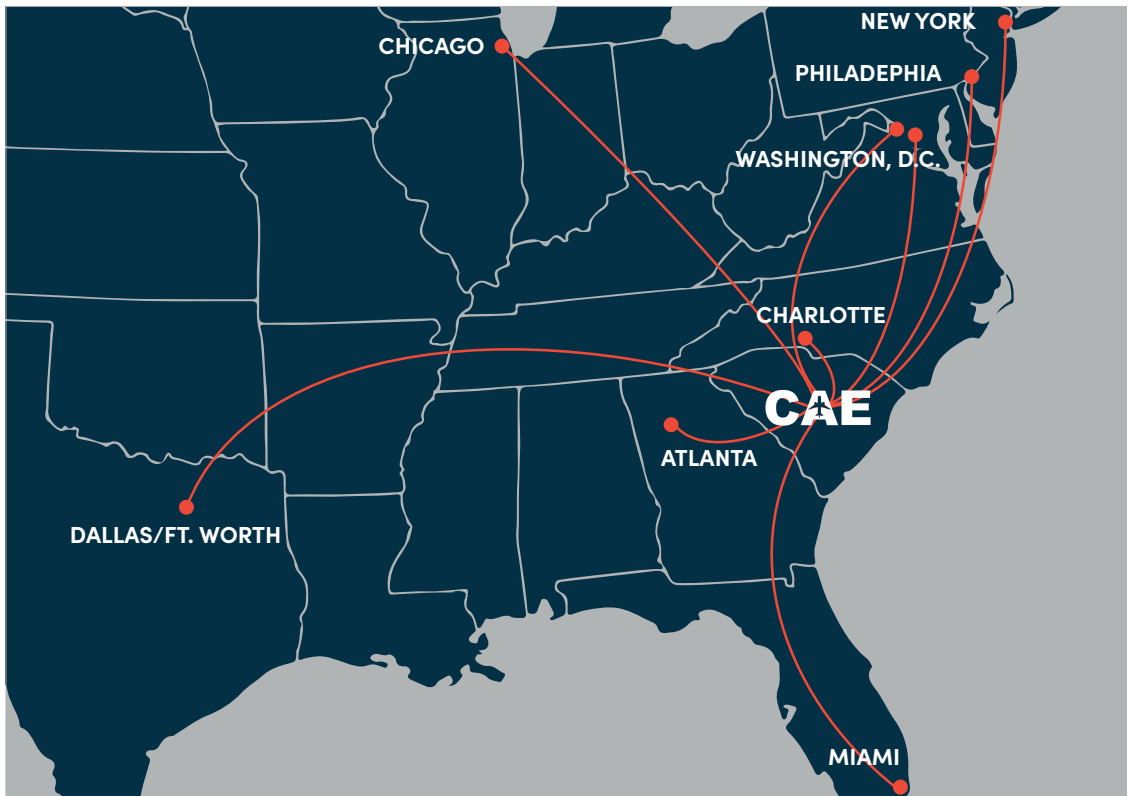 NEW YORK
CHICAGO
PHILADEPHIA
WASHINGTON, D.C.
CHARLOTTE
CAE
ATLANTA
DALLAS/FT. WORTH
MIAMI